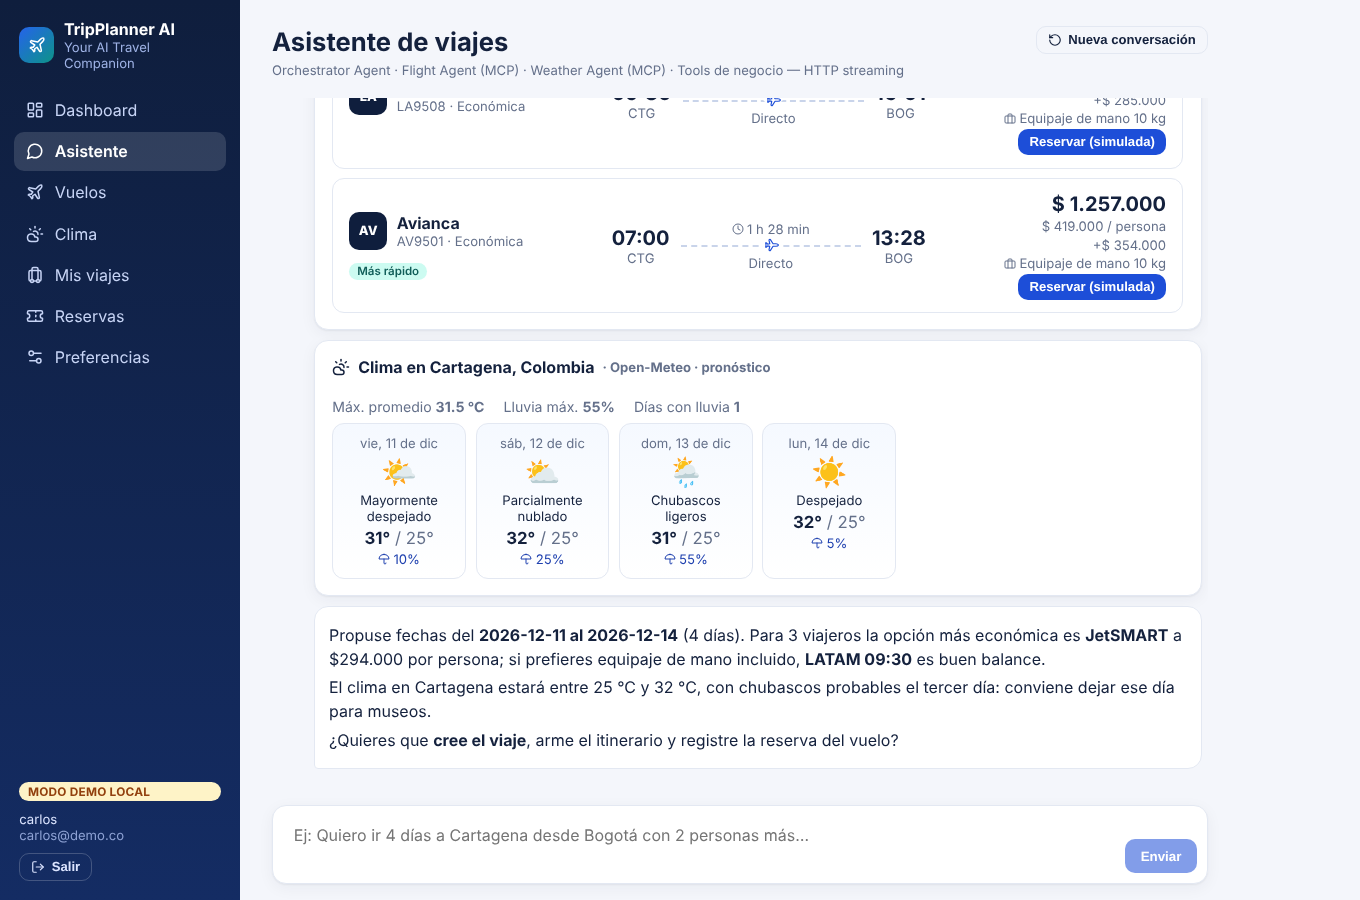 TripPlanner AI
Your AI Travel
Companion
Dashboard
Asistente
Vuelos
Clima
Mis viajes
Reservas
Preferencias
MODO DEMO LOCAL
carlos
carlos@demo.co
Salir
Asistente de viajes
Nueva conversación
Orchestrator Agent · Flight Agent (MCP) · Weather Agent (MCP) · Tools de negocio — HTTP streaming
LA9508 · Económica
CTG
Directo
BOG
+$ 285.000
Equipaje de mano 10 kg
Reservar (simulada)
AV
Avianca
AV9501 · Económica
Más rápido
07:00
CTG
1 h 28 min
Directo
13:28
BOG
$ 1.257.000
$ 419.000 / persona
+$ 354.000
Equipaje de mano 10 kg
Reservar (simulada)
Clima en Cartagena, Colombia · Open-Meteo · pronóstico
Máx. promedio 31.5 °C Lluvia máx. 55% Días con lluvia 1
vie, 11 de dic
Mayormente
despejado
31° / 25°
10%
sáb, 12 de dic
Parcialmente
nublado
32° / 25°
25%
dom, 13 de dic
Chubascos
ligeros
31° / 25°
55%
lun, 14 de dic
Despejado
32° / 25°
5%
Propuse fechas del 2026-12-11 al 2026-12-14 (4 días). Para 3 viajeros la opción más económica es JetSMART a
$294.000 por persona; si prefieres equipaje de mano incluido, LATAM 09:30 es buen balance.
El clima en Cartagena estará entre 25 °C y 32 °C, con chubascos probables el tercer día: conviene dejar ese día
para museos.
¿Quieres que cree el viaje, arme el itinerario y registre la reserva del vuelo?
Ej: Quiero ir 4 días a Cartagena desde Bogotá con 2 personas más...
Enviar